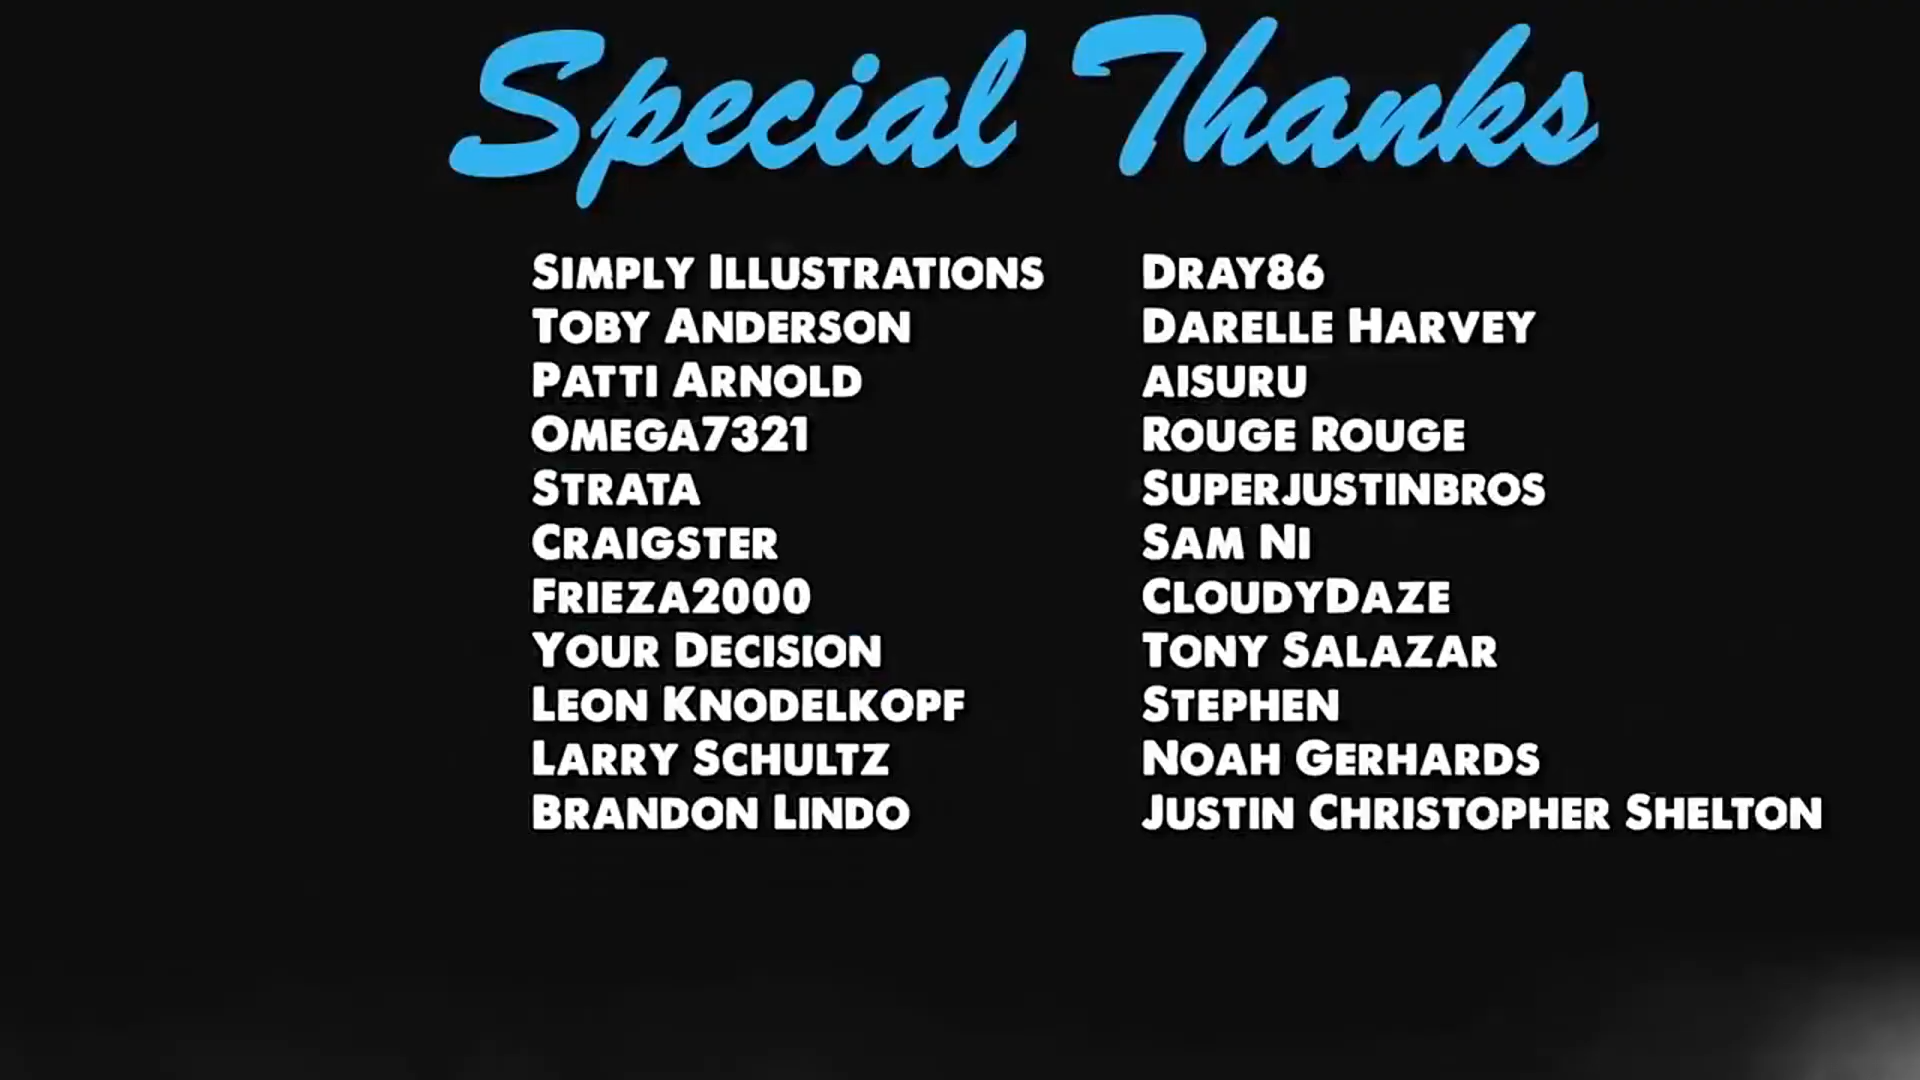 Special Thanks
Simply Illustrations
Toby Anderson
Patti Arnold
Omega7321
Strata
Craigster
Frieza2000
Your Decision
Leon Knodelkopf
Larry Schultz
Brandon Lindo
Dray86
Darelle Harvey
aisuru
Rouge Rouge
Superjustinbros
Sam Ni
CloudyDaze
Tony Salazar
Stephen
Noah Gerhards
Justin Christopher Shelton